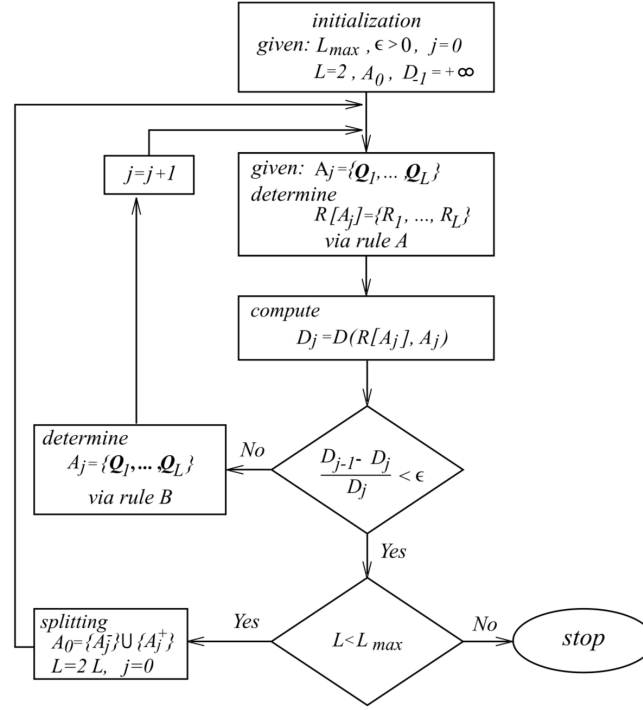 initialization
given: L_max , ϵ > 0, j=0
L=2 , A_0, D_-1 = +∞
j=j+1
given: A_j={Q_1,... ,Q_L}
determine
R[A_j]={R_1, ..., R_L}
via rule A
compute
D_j=D(R[A_j], A_j)
determine
A_j={Q_1,... ,Q_L}
via rule B
No
D_j-1 - D_j
D_j
< ϵ
Yes
splitting
A_0={A_j^-}∪{A_j^+}
L=2 L, j=0
Yes
L<L_max
No
stop